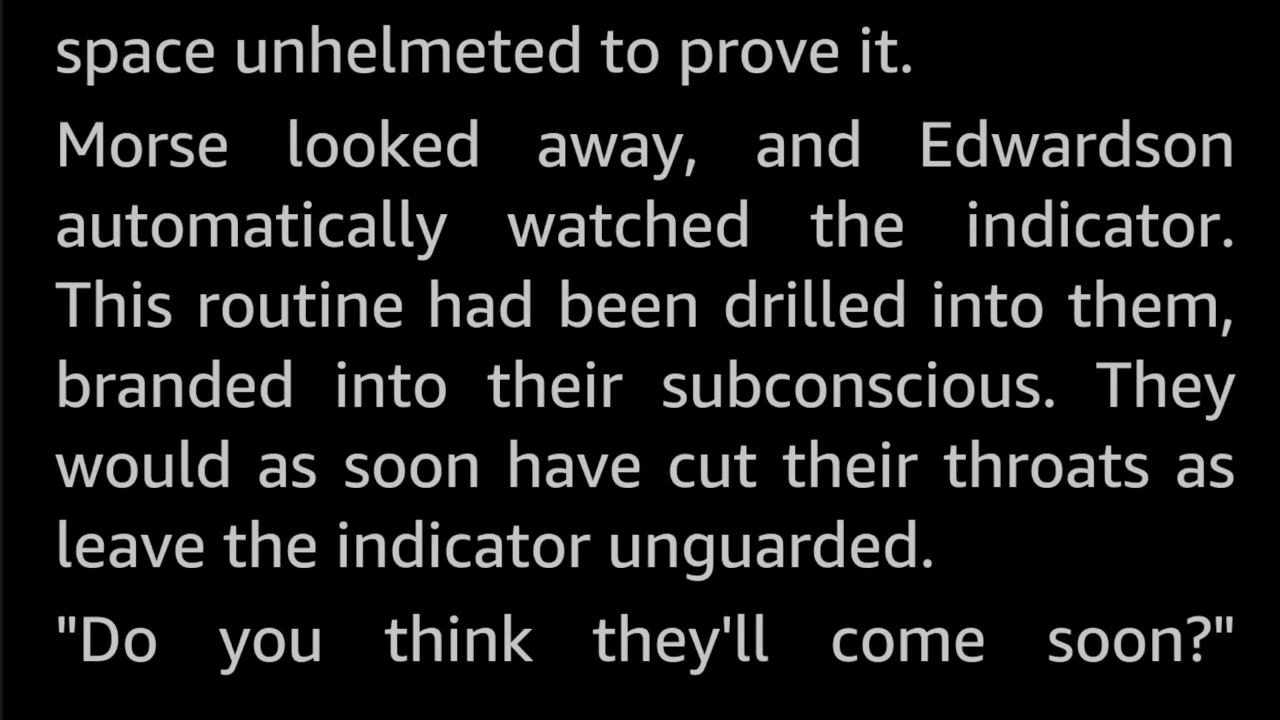 space unhelmeted to prove it.
Morse looked away, and Edwardson
automatically watched the indicator.
This routine had been drilled into them,
branded into their subconscious. They
would as soon have cut their throats as
leave the indicator unguarded.
"Do you think they'll come soon?"